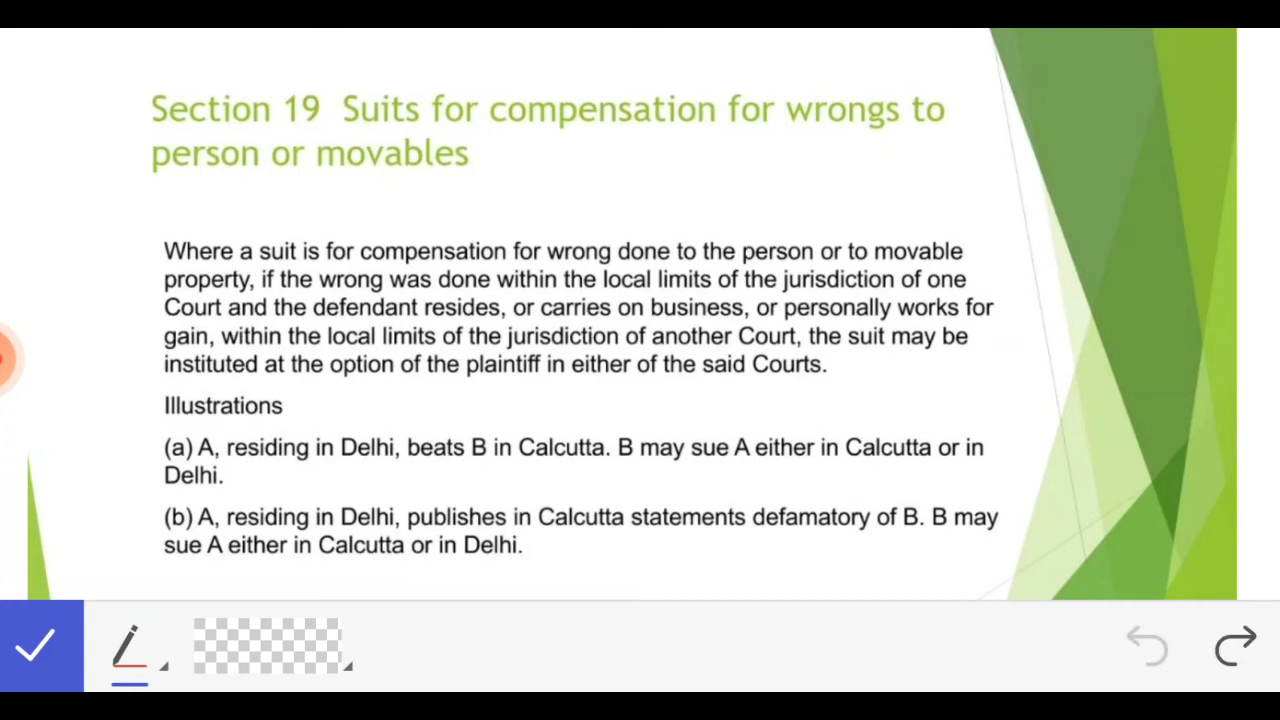 Section 19  Suits for compensation for wrongs to
person or movables
Where a suit is for compensation for wrong done to the person or to movable
property, if the wrong was done within the local limits of the jurisdiction of one
Court and the defendant resides, or carries on business, or personally works for
gain, within the local limits of the jurisdiction of another Court, the suit may be
instituted at the option of the plaintiff in either of the said Courts.
Illustrations
(a) A, residing in Delhi, beats B in Calcutta. B may sue A either in Calcutta or in
Delhi.
(b) A, residing in Delhi, publishes in Calcutta statements defamatory of B. B may
sue A either in Calcutta or in Delhi.